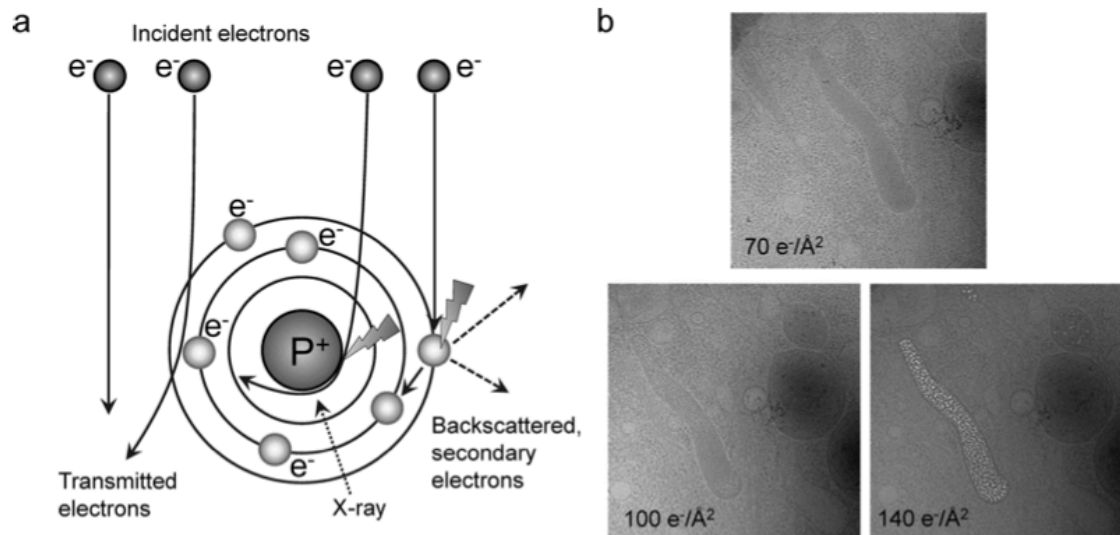 a
Incident electrons
e⁻ e⁻ e⁻ e⁻
e⁻
e⁻
e⁻
P⁺
e⁻
Transmitted
electrons
X-ray
Backscattered,
secondary
electrons
b
70 e⁻/Å²
100 e⁻/Å²
140 e⁻/Å²